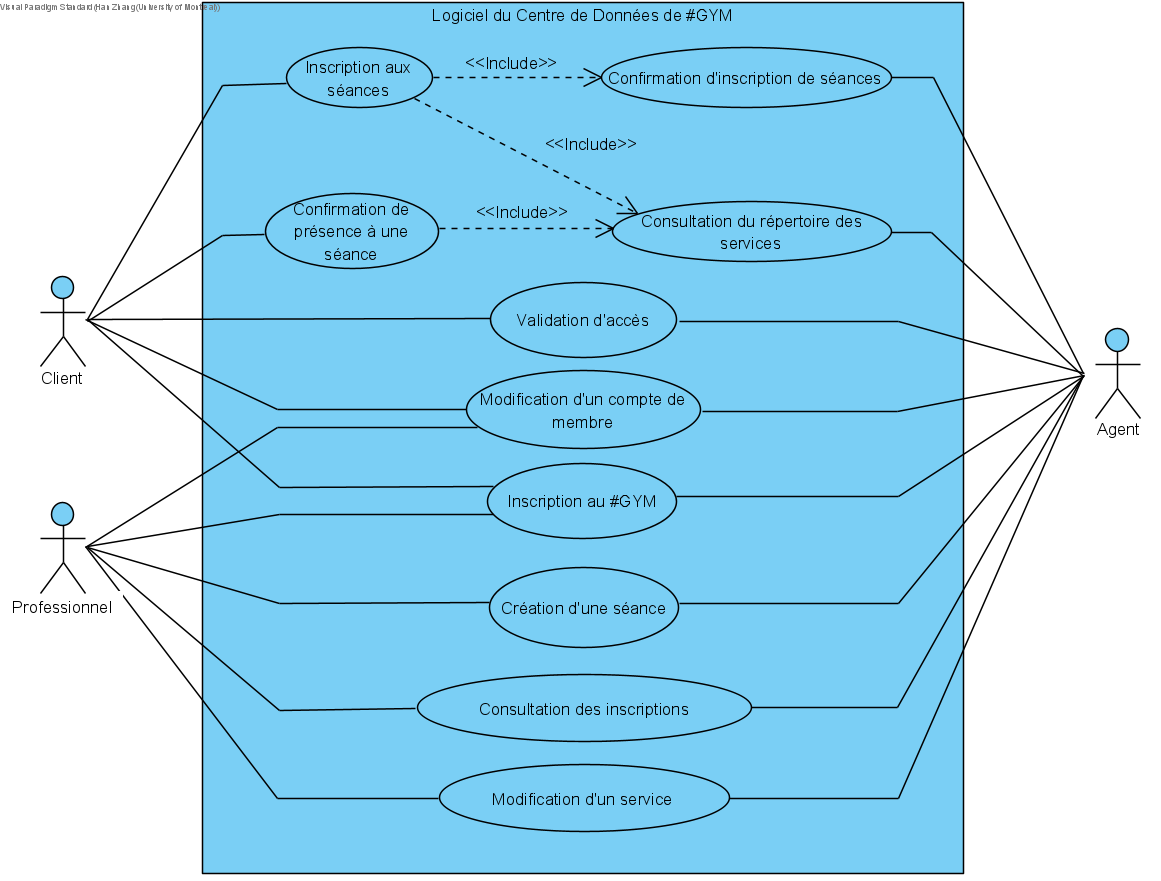 Visual Paradigm Standard(Han Zhang(University of Montreal))
Logiciel du Centre de Données de #GYM
Inscription aux
séances
<<Include>>
Confirmation d'inscription de séances
<<Include>>
Confirmation de
présence à une
séance
<<Include>>
Consultation du répertoire des
services
Client
Validation d'accès
Agent
Modification d'un compte de
membre
Inscription au #GYM
Professionnel
Création d'une séance
Consultation des inscriptions
Modification d'un service